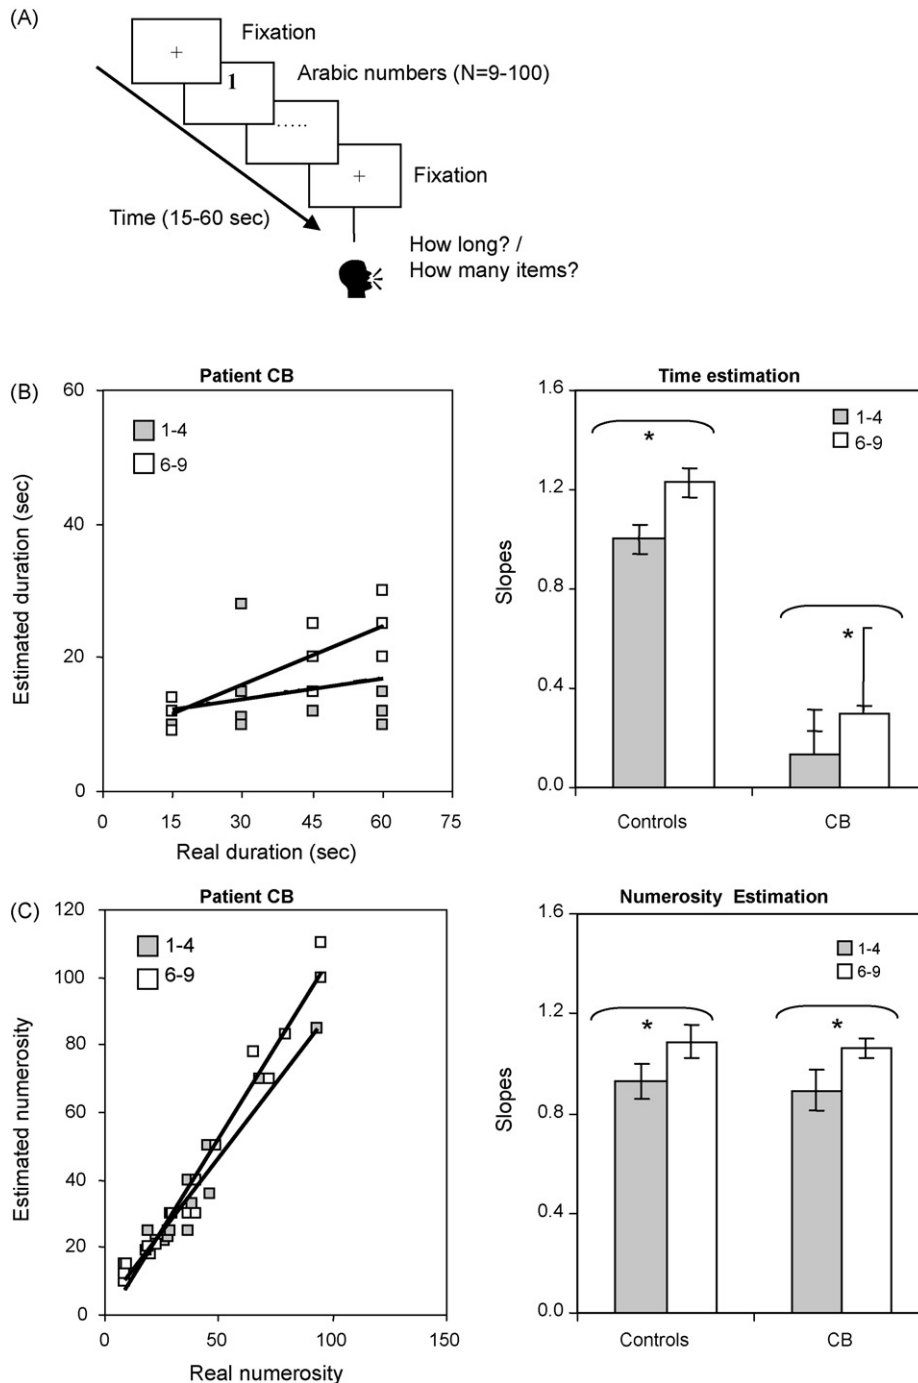 (A)
+
Fixation
1
Arabic numbers (N=9-100)
.....
+
Fixation
Time (15-60 sec)
How long? /
How many items?
(B)
Patient CB
60
40
20
0
1-4
6-9
Estimated duration (sec)
0 15 30 45 60 75
Real duration (sec)
Time estimation
1.6
1.2
0.8
0.4
0.0
1-4
6-9
*
*
Slopes
Controls CB
(C)
Patient CB
120
100
80
60
40
20
0
1-4
6-9
Estimated numerosity
0 50 100 150
Real numerosity
Numerosity Estimation
1.6
1.2
0.8
0.4
0.0
1-4
6-9
*
*
Slopes
Controls CB